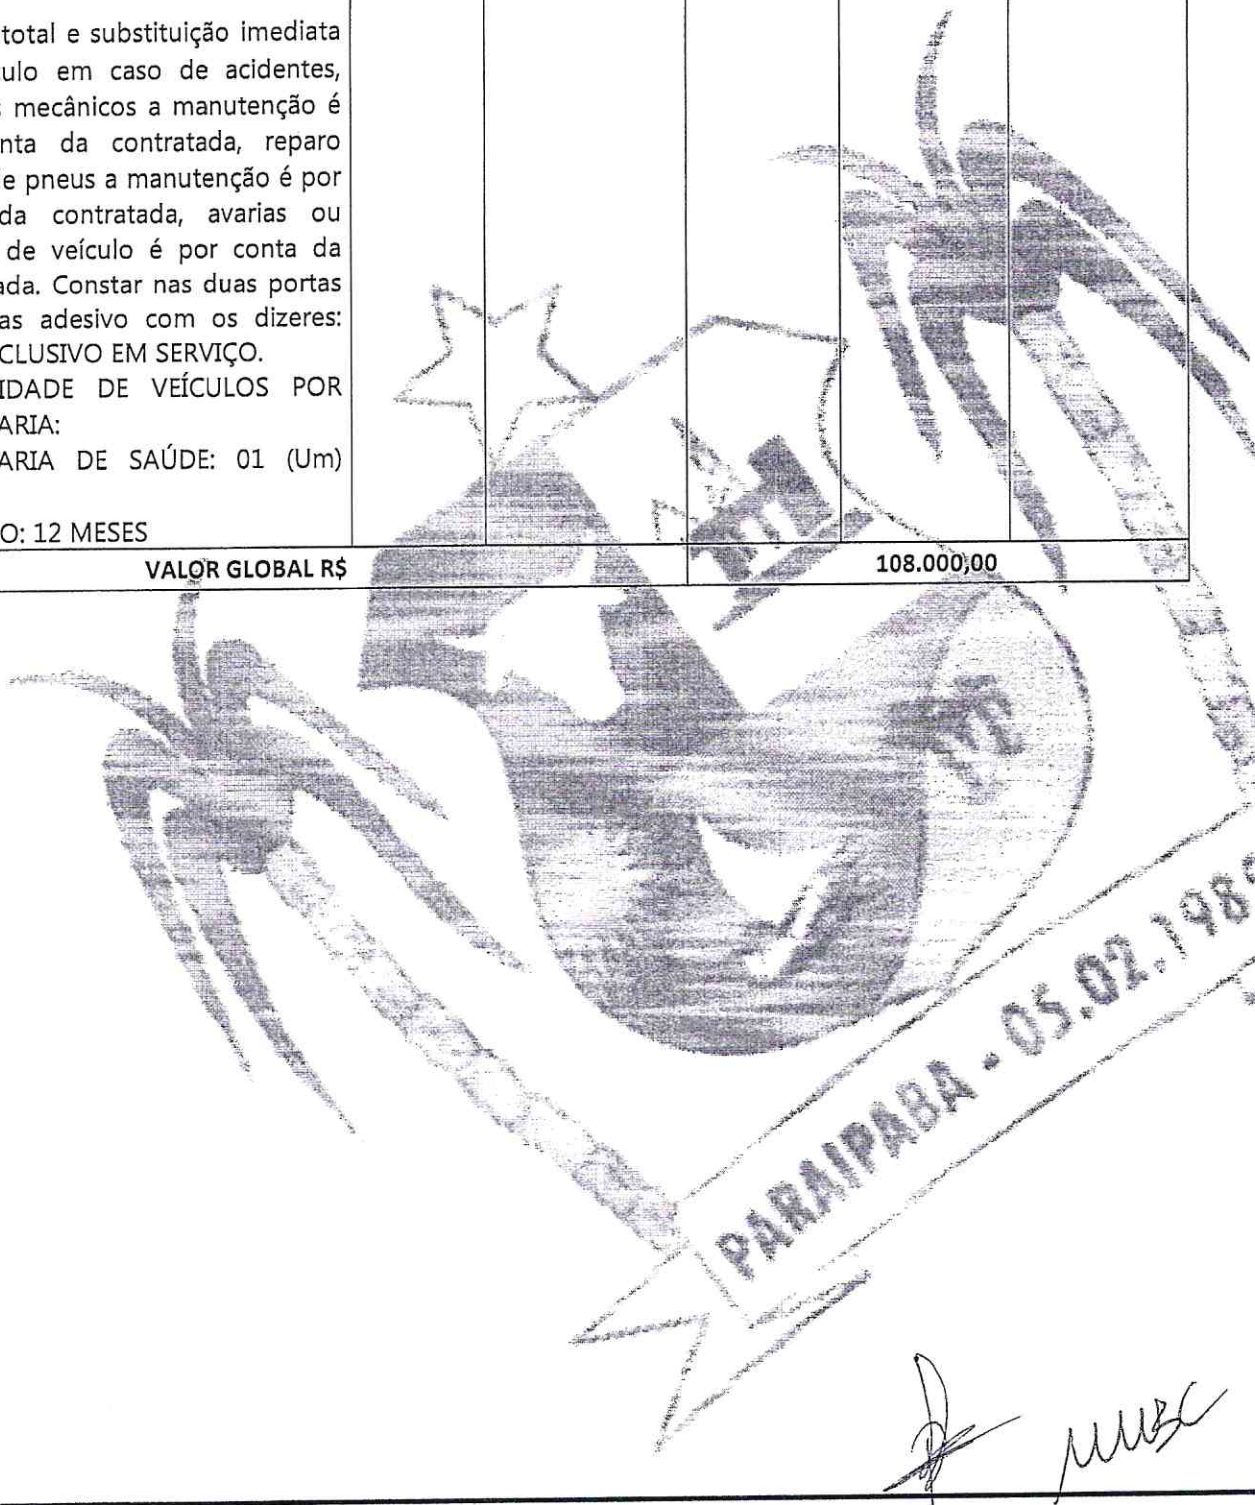 total e substituição imediata
ulo em caso de acidentes,
s mecânicos a manutenção é
nta da contratada, reparo
e pneus a manutenção é por
da contratada, avarias ou
de veículo é por conta da
ada. Constar nas duas portas
as adesivo com os dizeres:
CLUSIVO EM SERVIÇO.
IDADE DE VEÍCULOS POR
ARIA:
ARIA DE SAÚDE: 01 (Um)
O: 12 MESES
VALOR GLOBAL R$ 108.000,00
PARAIPABA - 05.02.198